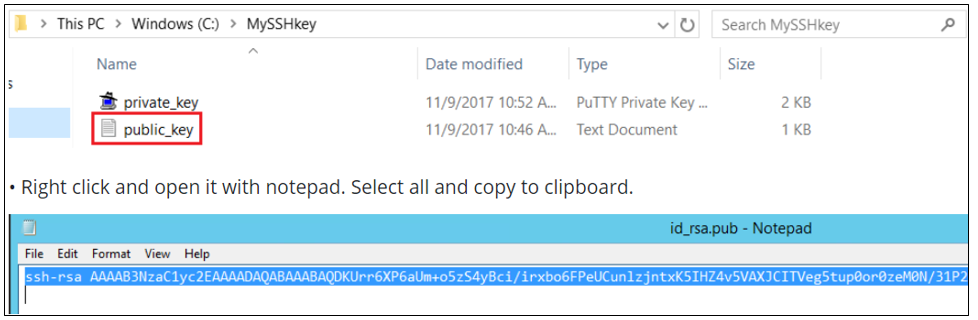 This PC > Windows (C:) > MySSHkey
Search MySSHkey
Name Date modified Type Size
private_key 11/9/2017 10:52 A... PuTTY Private Key ... 2 KB
public_key 11/9/2017 10:46 A... Text Document 1 KB
• Right click and open it with notepad. Select all and copy to clipboard.
id_rsa.pub - Notepad
File Edit Format View Help
ssh-rsa AAAAB3NzaC1yc2EAAAADAQABAAABAQDKUrr6XP6aUm+o5zS4yBci/irxbo6FPeUCunlzjntxK5IHZ4v5VAXJCITVeg5tup0or0zeM0N/31P2